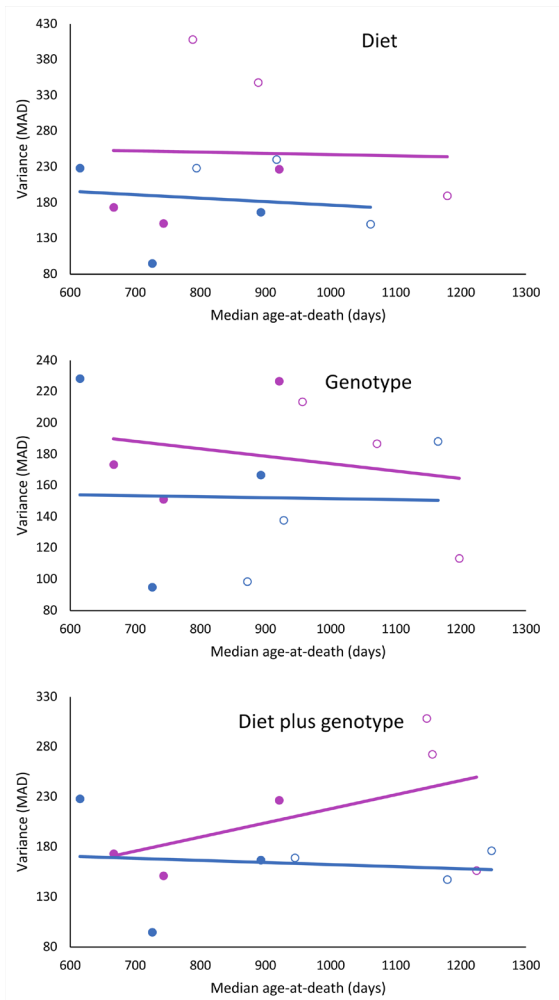 Diet
Variance (MAD)
430
380
330
280
230
180
130
80
600 700 800 900 1000 1100 1200 1300
Median age-at-death (days)
Genotype
Variance (MAD)
240
220
200
180
160
140
120
100
80
600 700 800 900 1000 1100 1200 1300
Median age-at-death (days)
Diet plus genotype
Variance (MAD)
330
280
230
180
130
80
600 700 800 900 1000 1100 1200 1300
Median age-at-death (days)